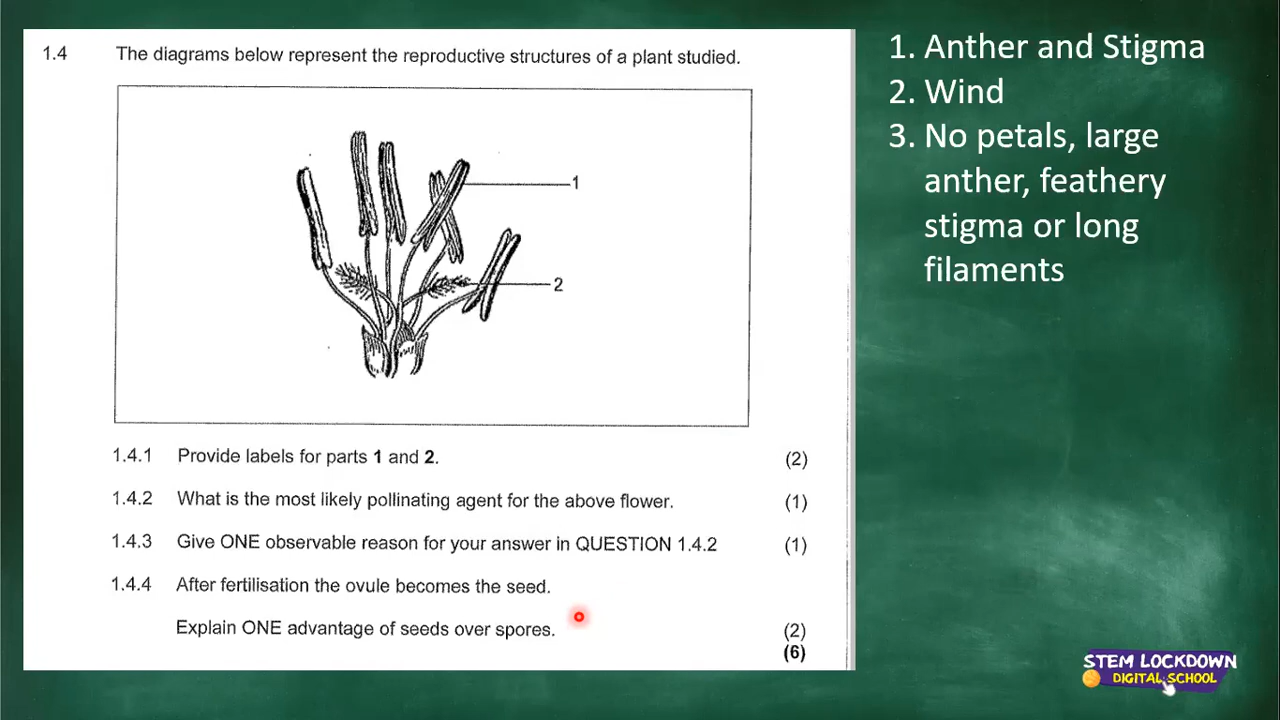 1.4 The diagrams below represent the reproductive structures of a plant studied.
1
2
1.4.1 Provide labels for parts 1 and 2. (2)
1.4.2 What is the most likely pollinating agent for the above flower. (1)
1.4.3 Give ONE observable reason for your answer in QUESTION 1.4.2 (1)
1.4.4 After fertilisation the ovule becomes the seed.
Explain ONE advantage of seeds over spores. (2)
(6)
1. Anther and Stigma
2. Wind
3. No petals, large
anther, feathery
stigma or long
filaments
STEM LOCKDOWN
DIGITAL SCHOOL